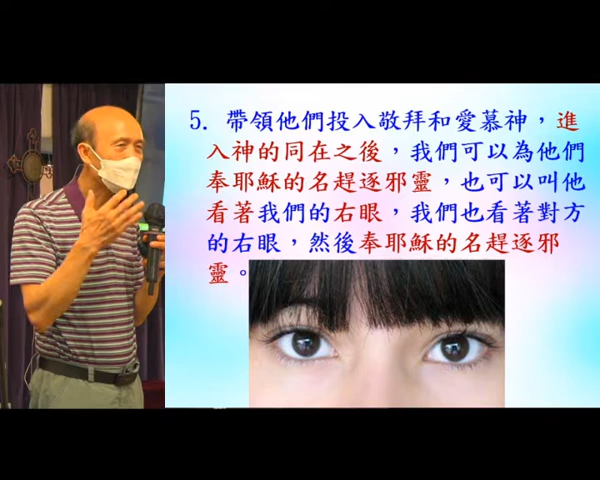 5. 帶領他們投入敬拜和愛慕神，進
入神的同在之後，我們可以為他們
奉耶穌的名趕逐邪靈，也可以叫他
看著我們的右眼，我們也看著對方
的右眼，然後奉耶穌的名趕逐邪
靈。